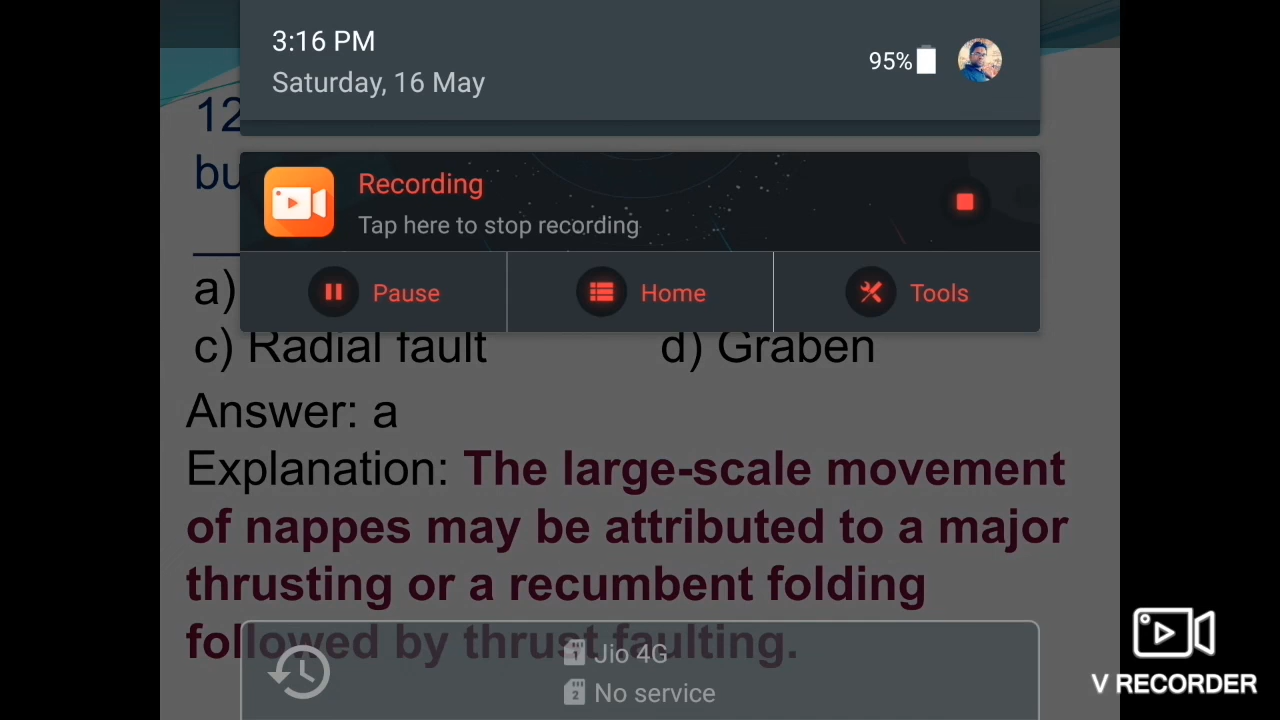 3:16 PM
95%
Saturday, 16 May
12
bu
Recording
Tap here to stop recording
a)
Pause
Home
Tools
c) Radial fault d) Graben
Answer: a
Explanation: The large-scale movement
of nappes may be attributed to a major
thrusting or a recumbent folding
followed by thrust faulting.
Jio 4G
No service
V RECORDER